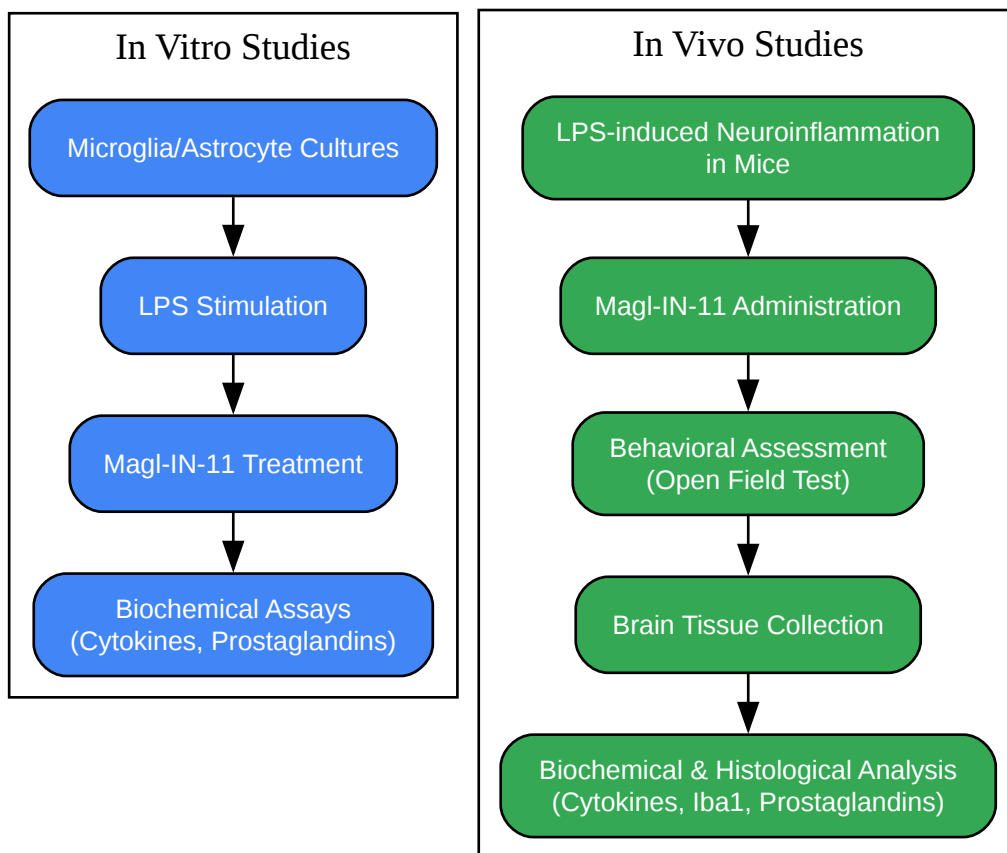 In Vitro Studies
Microglia/Astrocyte Cultures
LPS Stimulation
Magl-IN-11 Treatment
Biochemical Assays
(Cytokines, Prostaglandins)
In Vivo Studies
LPS-induced Neuroinflammation
in Mice
Magl-IN-11 Administration
Behavioral Assessment
(Open Field Test)
Brain Tissue Collection
Biochemical & Histological Analysis
(Cytokines, Iba1, Prostaglandins)